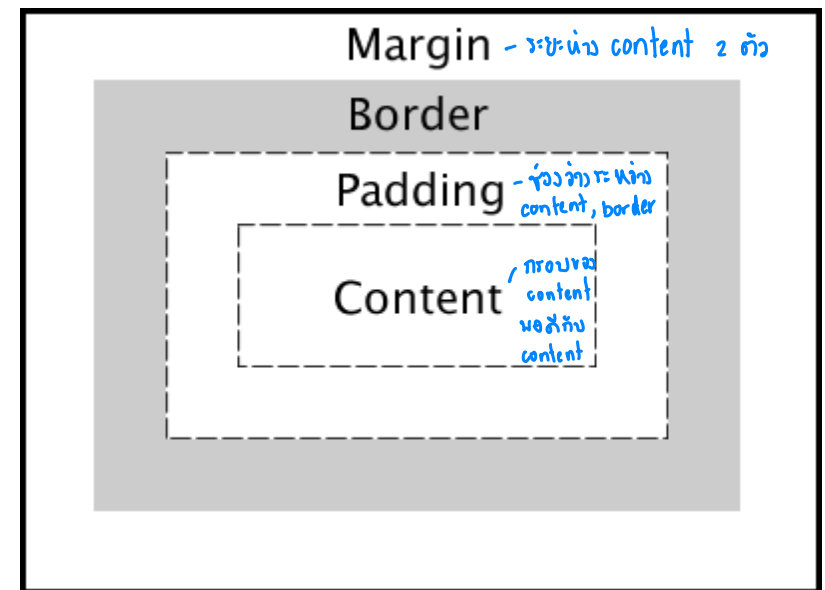 Margin - ระยะห่าง content 2 ตัว
Border
Padding - ช่องว่างระหว่าง
content, border
Content กรอบของ
content
พอดีกับ
content